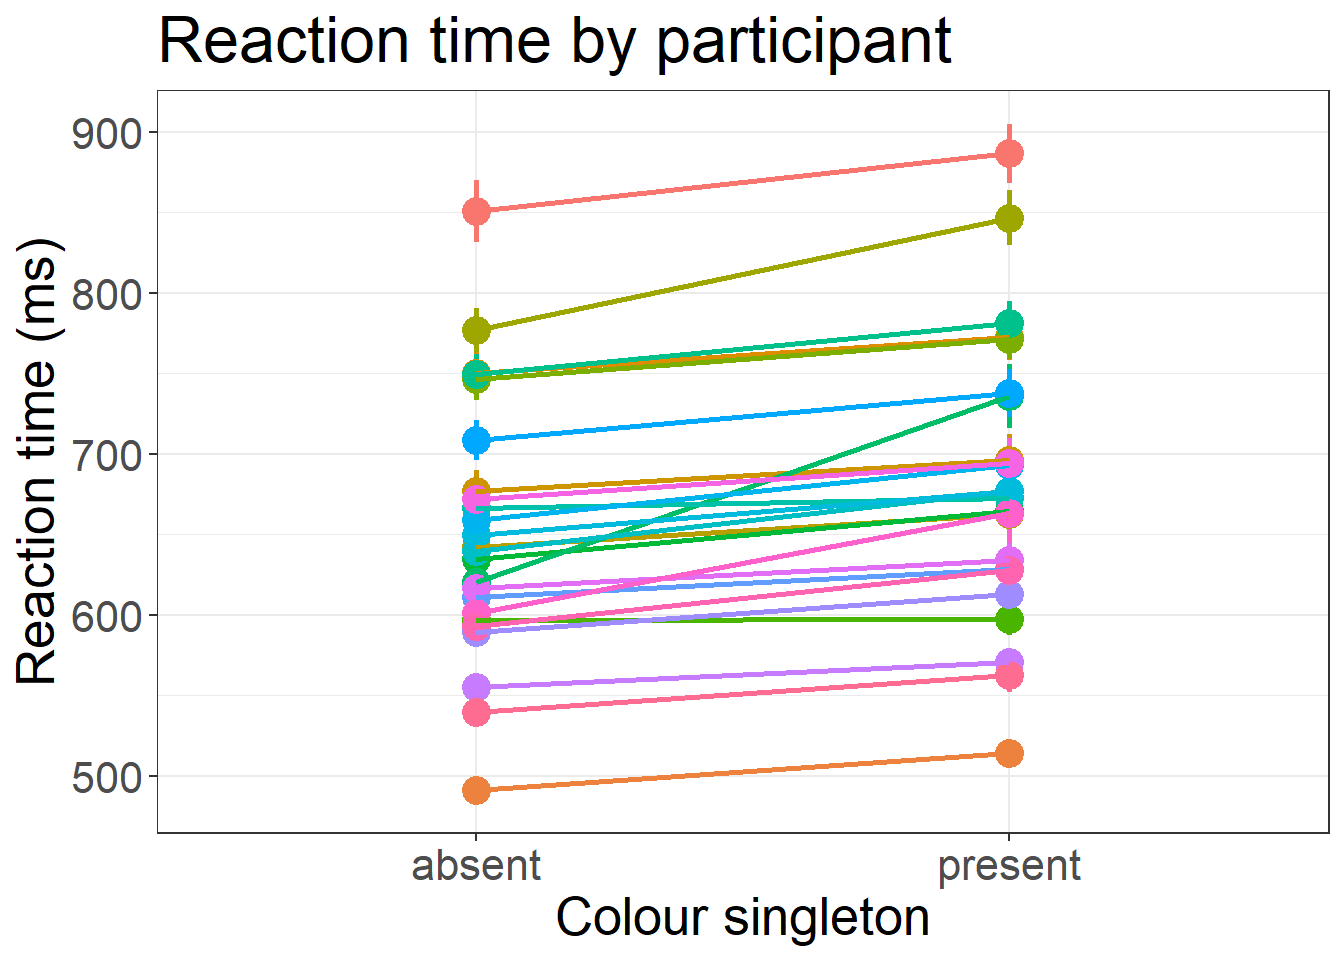 Reaction time by participant
Reaction time (ms)
900
800
700
600
500
absent present
Colour singleton